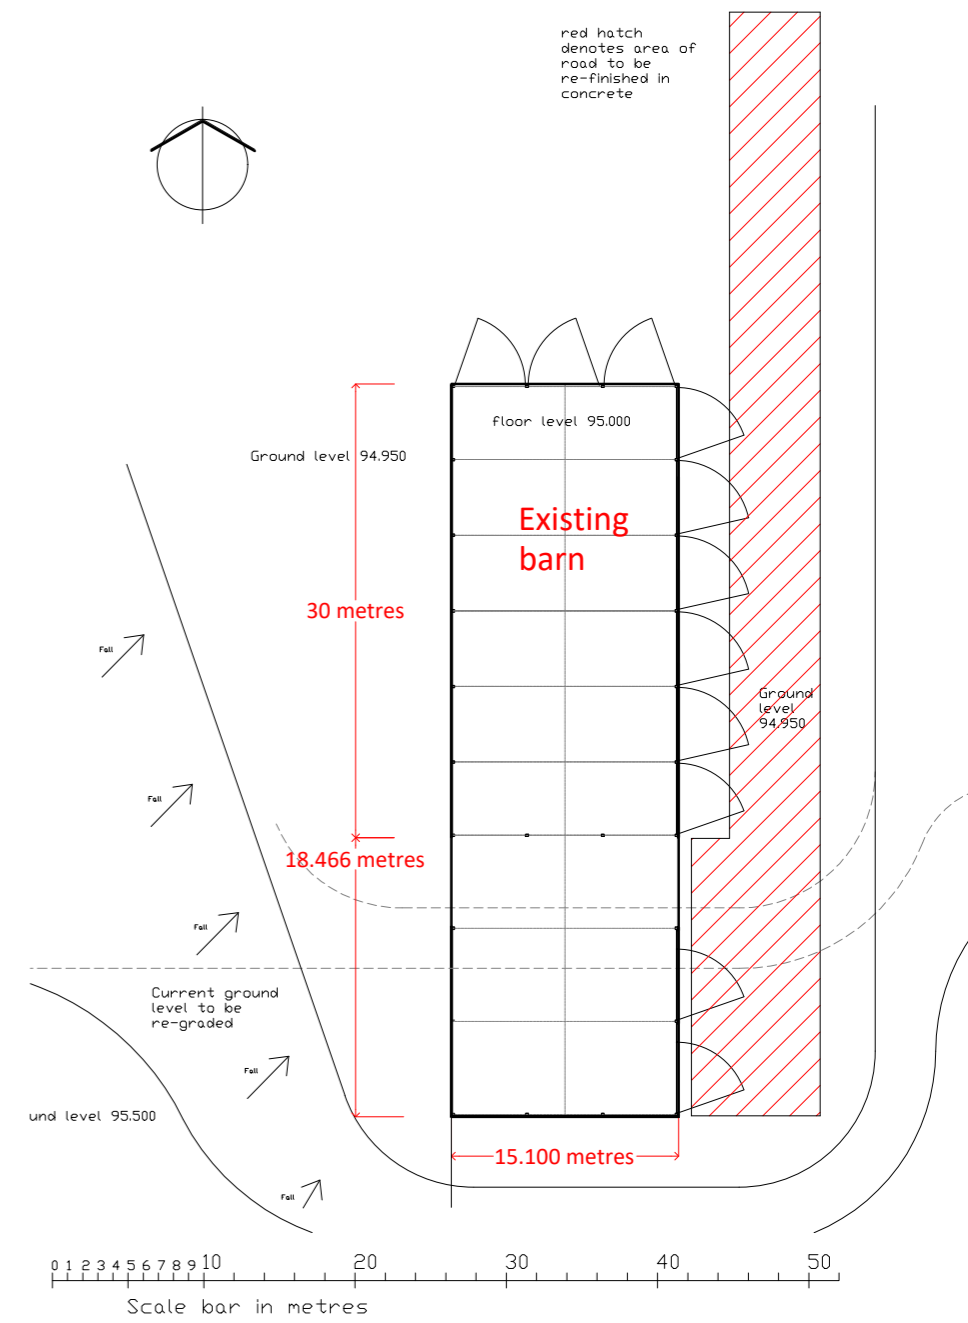 red hatch
denotes area of
road to be
re-finished in
concrete
floor level 95.000
Ground level 94.950
Existing
barn
30 metres
Fall
Ground
level
94.950
Fall
18.466 metres
Fall
Current ground
level to be
re-graded
Fall
und level 95.500
15.100 metres
Fall
0 1 2 3 4 5 6 7 8 9 10 20 30 40 50
Scale bar in metres